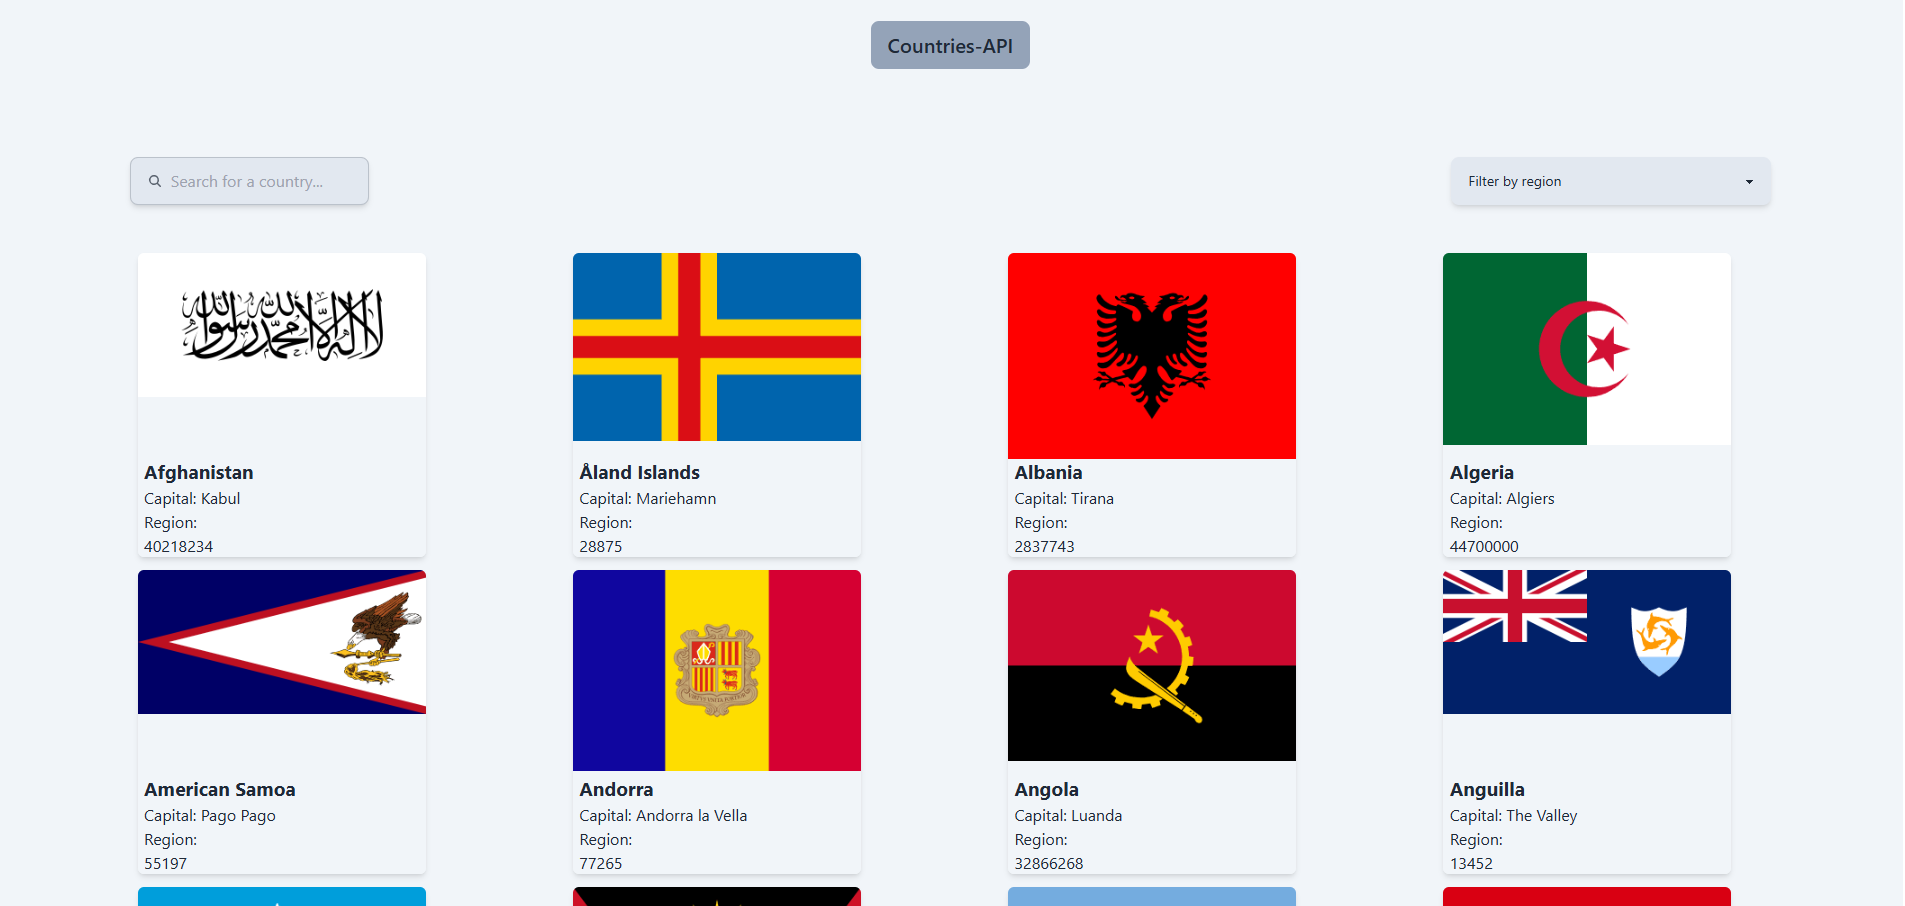 Countries-API
Search for a country...
Filter by region
لا إله إلا الله محمد رسول الله
Afghanistan
Capital: Kabul
Region:
40218234
Åland Islands
Capital: Mariehamn
Region:
28875
Albania
Capital: Tirana
Region:
2837743
Algeria
Capital: Algiers
Region:
44700000
American Samoa
Capital: Pago Pago
Region:
55197
Andorra
Capital: Andorra la Vella
Region:
77265
Angola
Capital: Luanda
Region:
32866268
Anguilla
Capital: The Valley
Region:
13452